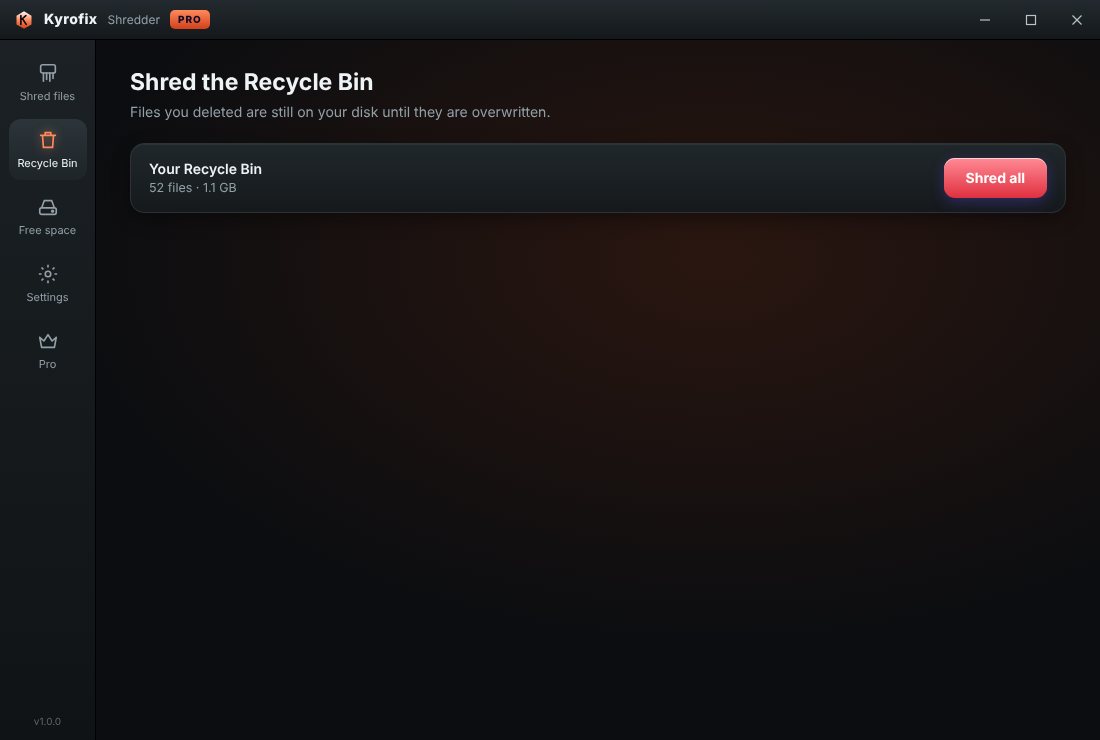 Kyrofix Shredder PRO
Shred files
Recycle Bin
Free space
Settings
Pro
v1.0.0
Shred the Recycle Bin
Files you deleted are still on your disk until they are overwritten.
Your Recycle Bin
52 files · 1.1 GB
Shred all